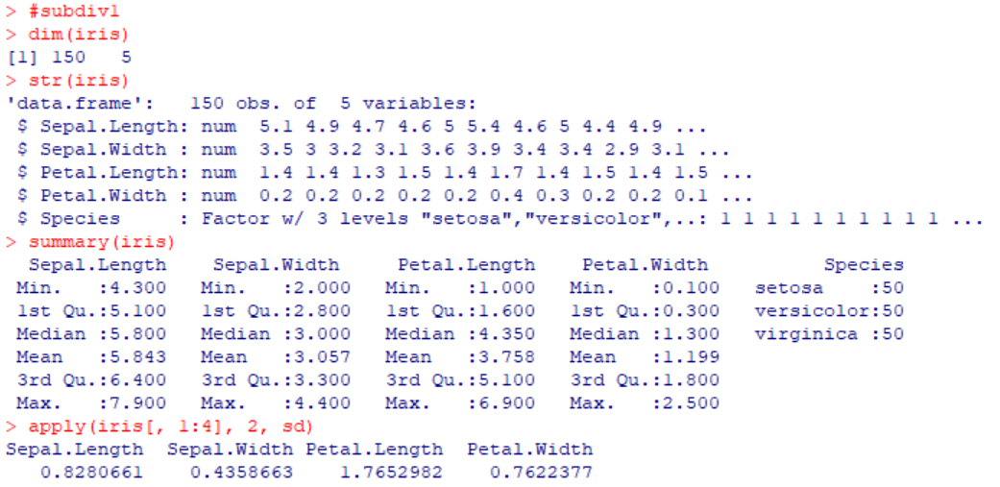 > #subdiv1
> dim(iris)
[1] 150   5
> str(iris)
'data.frame':   150 obs. of  5 variables:
 $ Sepal.Length: num  5.1 4.9 4.7 4.6 5 5.4 4.6 5 4.4 4.9 ...
 $ Sepal.Width : num  3.5 3 3.2 3.1 3.6 3.9 3.4 3.4 2.9 3.1 ...
 $ Petal.Length: num  1.4 1.4 1.3 1.5 1.4 1.7 1.4 1.5 1.4 1.5 ...
 $ Petal.Width : num  0.2 0.2 0.2 0.2 0.2 0.4 0.3 0.2 0.2 0.1 ...
 $ Species     : Factor w/ 3 levels "setosa","versicolor",..: 1 1 1 1 1 1 1 1 1 1 ...
> summary(iris)
  Sepal.Length    Sepal.Width     Petal.Length    Petal.Width          Species
 Min.   :4.300   Min.   :2.000   Min.   :1.000   Min.   :0.100   setosa    :50
 1st Qu.:5.100   1st Qu.:2.800   1st Qu.:1.600   1st Qu.:0.300   versicolor:50
 Median :5.800   Median :3.000   Median :4.350   Median :1.300   virginica :50
 Mean   :5.843   Mean   :3.057   Mean   :3.758   Mean   :1.199
 3rd Qu.:6.400   3rd Qu.:3.300   3rd Qu.:5.100   3rd Qu.:1.800
 Max.   :7.900   Max.   :4.400   Max.   :6.900   Max.   :2.500
> apply(iris[, 1:4], 2, sd)
Sepal.Length  Sepal.Width Petal.Length  Petal.Width
   0.8280661    0.4358663    1.7652982    0.7622377